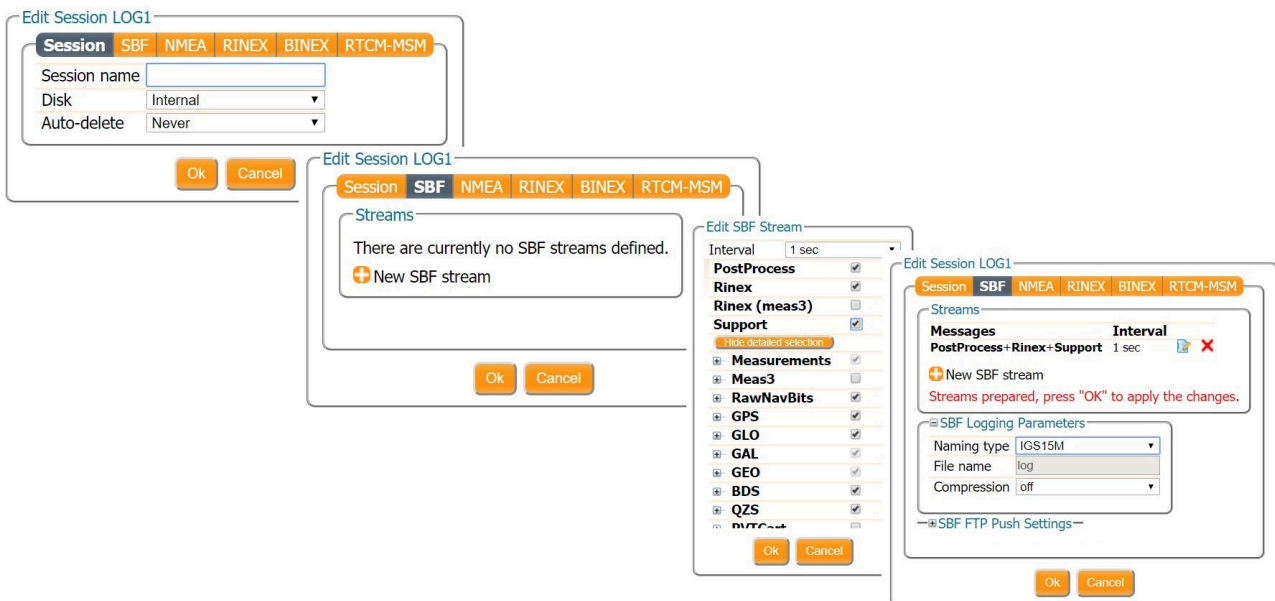 Edit Session LOG1
Session SBF NMEA RINEX BINEX RTCM-MSM
Session name
Disk Internal
Auto-delete Never
Ok Cancel
Edit Session LOG1
Session SBF NMEA RINEX BINEX RTCM-MSM
Streams
There are currently no SBF streams defined.
New SBF stream
Ok Cancel
Edit SBF Stream
Interval 1 sec
PostProcess
Rinex
Rinex (meas3)
Support
Hide detailed selection
Measurements
Meas3
RawNavBits
GPS
GLO
GAL
GEO
BDS
QZS
PVTCart
Ok Cancel
Edit Session LOG1
Session SBF NMEA RINEX BINEX RTCM-MSM
Streams
Messages Interval
PostProcess+Rinex+Support 1 sec
New SBF stream
Streams prepared, press "OK" to apply the changes.
SBF Logging Parameters
Naming type IGS15M
File name log
Compression off
SBF FTP Push Settings
Ok Cancel